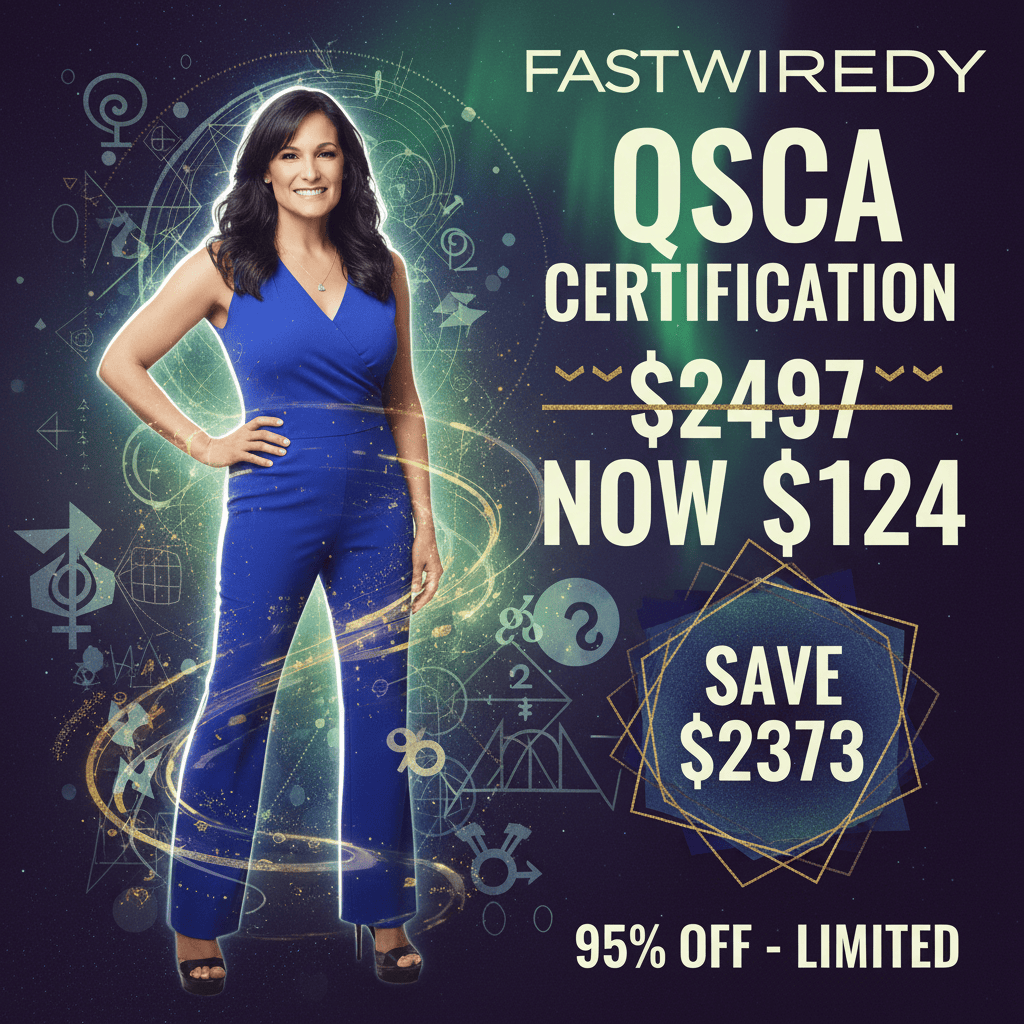 FASTWIREDY
QSCA
CERTIFICATION
$2497
NOW $124
SAVE
$2373
95% OFF - LIMITED